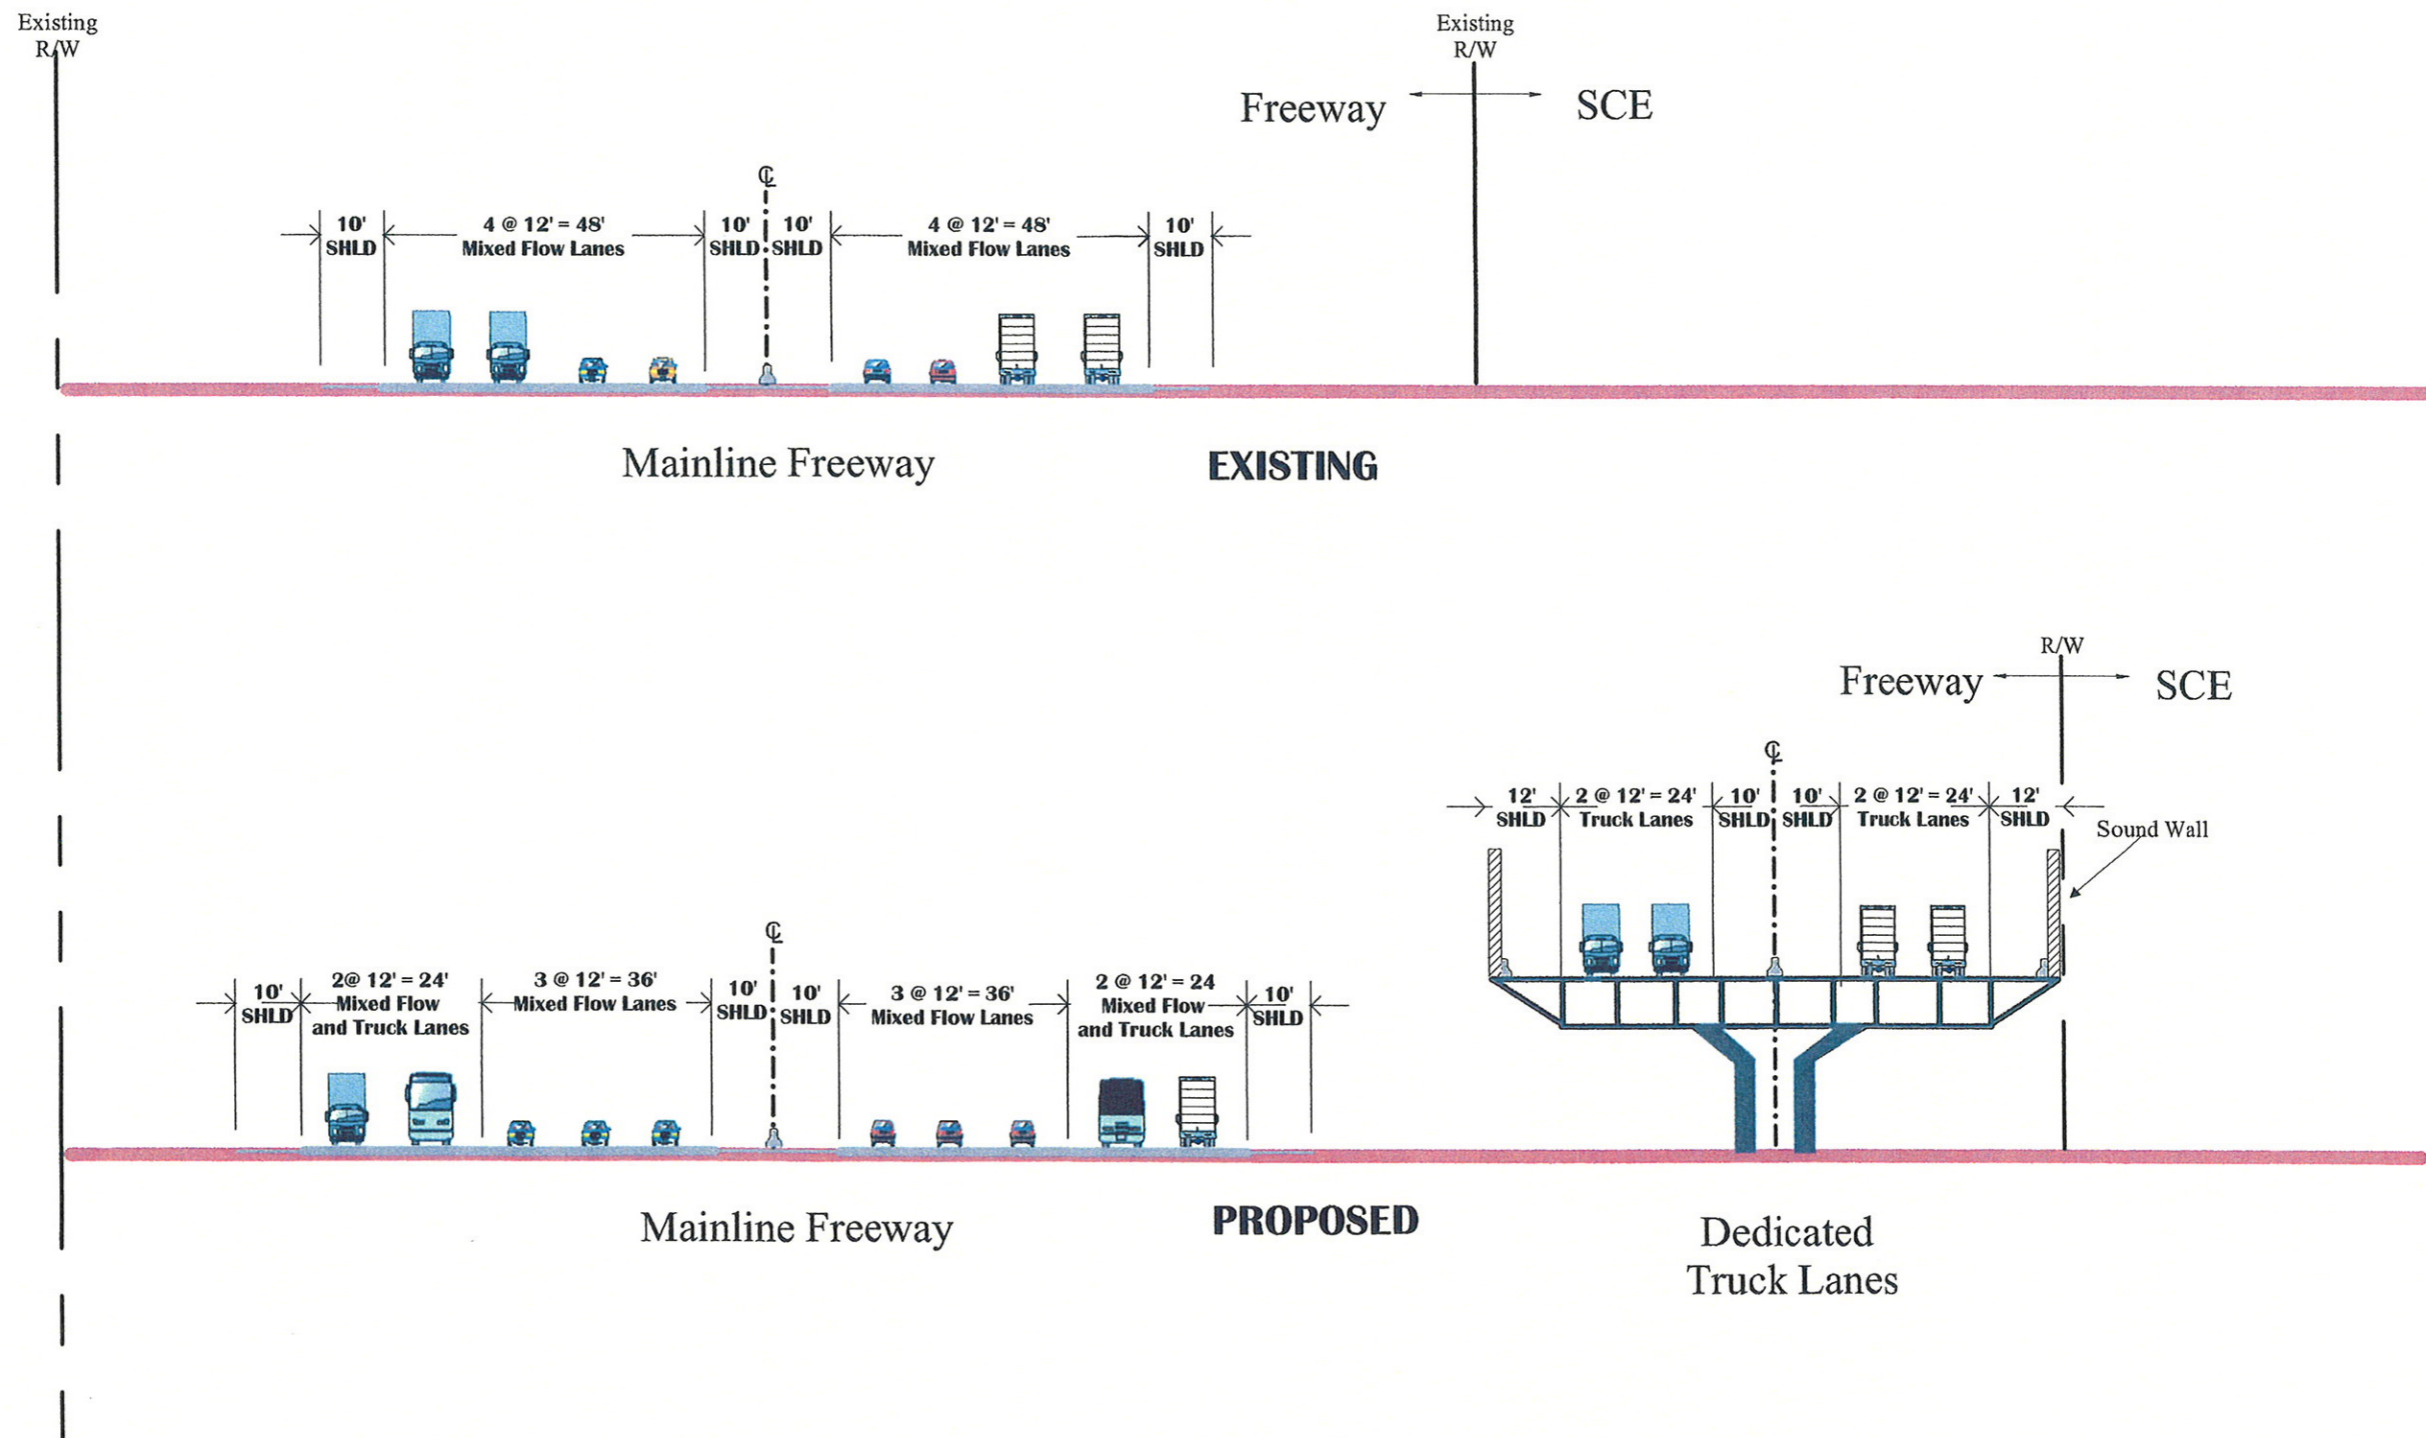 Existing
R/W
Existing
R/W
Freeway
SCE
℄
10'
SHLD
4 @ 12' = 48'
Mixed Flow Lanes
10'
SHLD
10'
SHLD
4 @ 12' = 48'
Mixed Flow Lanes
10'
SHLD
Mainline Freeway
EXISTING
R/W
Freeway
SCE
℄
12'
SHLD
2 @ 12' = 24'
Truck Lanes
10'
SHLD
10'
SHLD
2 @ 12' = 24'
Truck Lanes
12'
SHLD
Sound Wall
℄
10'
SHLD
2@ 12' = 24'
Mixed Flow
and Truck Lanes
3 @ 12' = 36'
Mixed Flow Lanes
10'
SHLD
10'
SHLD
3 @ 12' = 36'
Mixed Flow Lanes
2 @ 12' = 24
Mixed Flow
and Truck Lanes
10'
SHLD
Mainline Freeway
PROPOSED
Dedicated
Truck Lanes